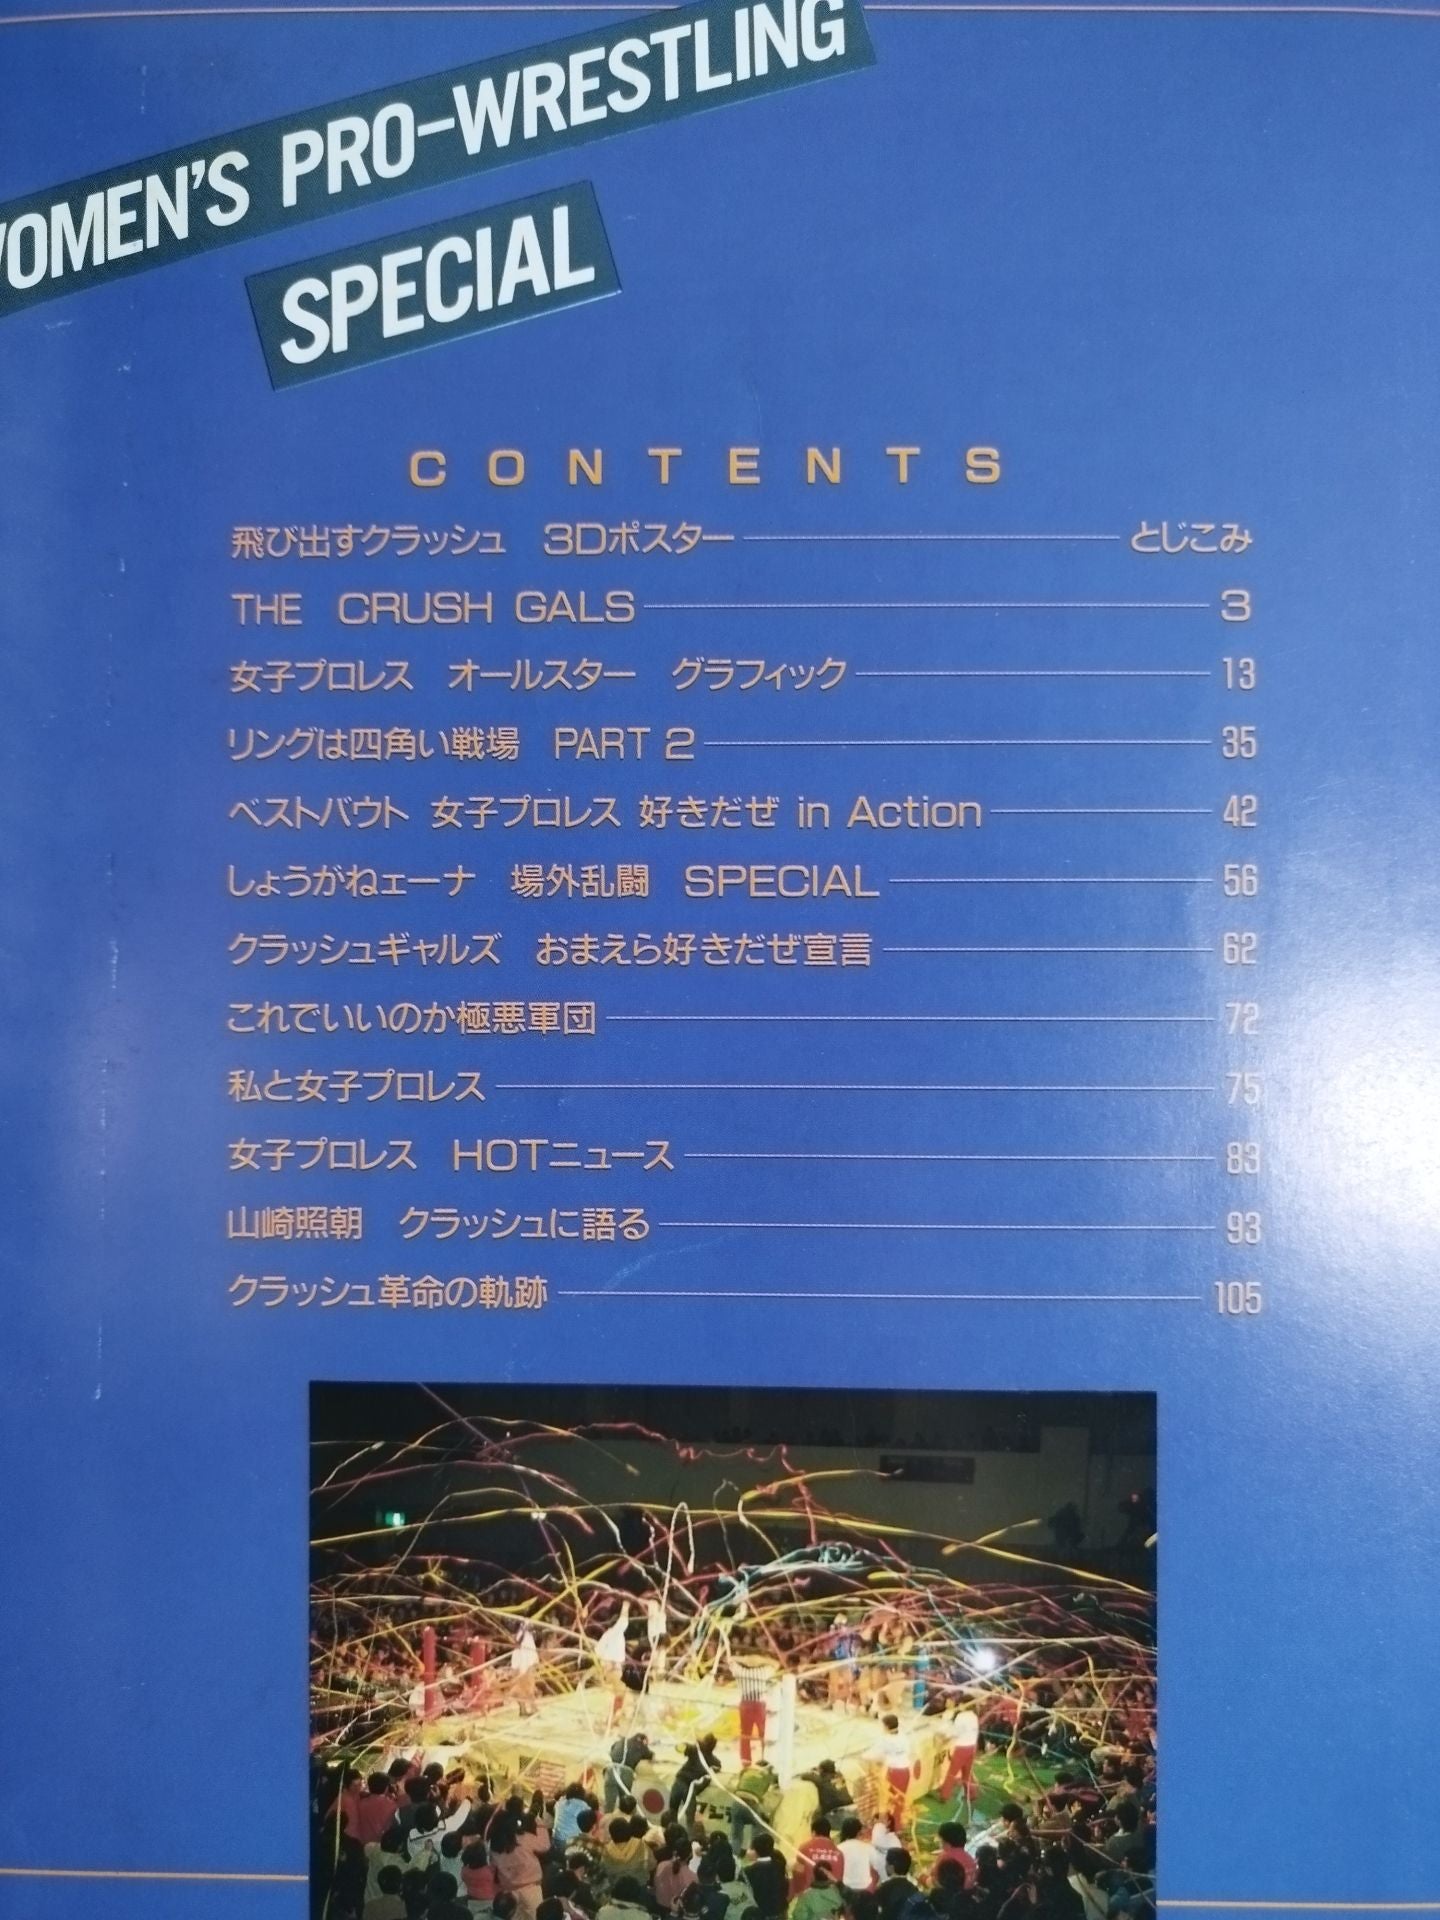 WOMEN'S PRO-WRESTLING
SPECIAL
CONTENTS
飛び出すクラッシュ 3Dポスター とじこみ
THE CRUSH GALS 3
女子プロレス オールスター グラフィック 13
リングは四角い戦場 PART 2 35
ベストバウト 女子プロレス 好きだぜ in Action 42
しょうがねェーナ 場外乱闘 SPECIAL 56
クラッシュギャルズ おまえら好きだぜ宣言 62
これでいいのか極悪軍団 72
私と女子プロレス 75
女子プロレス HOTニュース 83
山崎照朝 クラッシュに語る 93
クラッシュ革命の軌跡 105